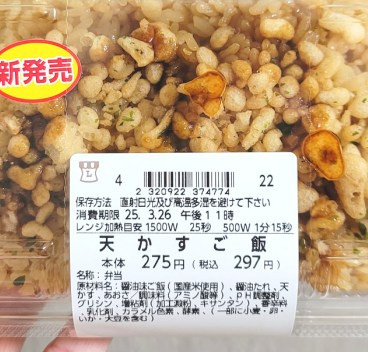 新発売
L
4 22
2 320922 374774
保存方法 直射日光及び高温多湿を避けて下さい
消費期限 25. 3.26 午後11時
レンジ加熱目安 1500W 25秒 500W 1分15秒
天かすご飯
本体 275円 (税込 297円)
名称:弁当
原材料名:醤油味ご飯(国産米使用)、醤油たれ、天
かす、あおさ/調味料(アミノ酸等)、pH調整剤、
グリシン、増粘剤(加工澱粉、キサンタン)、香辛料
乳化剤、カラメル色素、酵素、(一部に小麦・卵・
いか・大豆を含む)